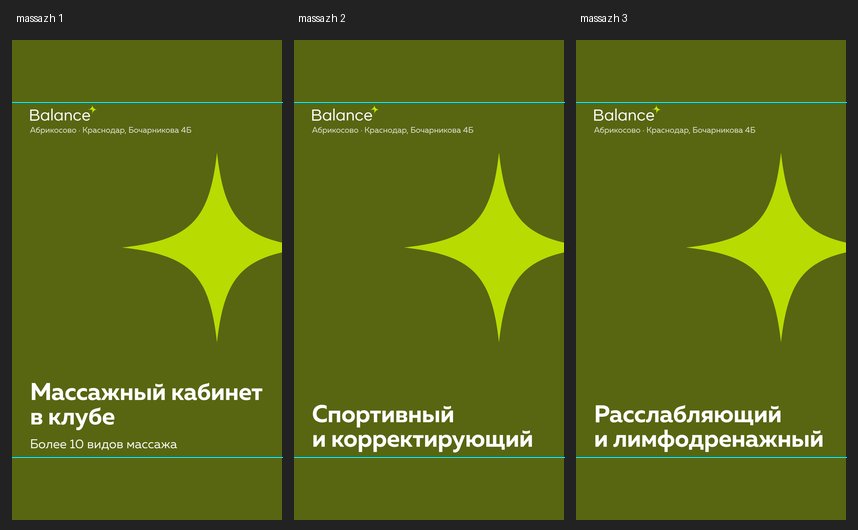 massazh 1
Balance
Абрикосово · Краснодар, Бочарникова 4Б
Массажный кабинет
в клубе
Более 10 видов массажа
massazh 2
Balance
Абрикосово · Краснодар, Бочарникова 4Б
Спортивный
и корректирующий
massazh 3
Balance
Абрикосово · Краснодар, Бочарникова 4Б
Расслабляющий
и лимфодренажный